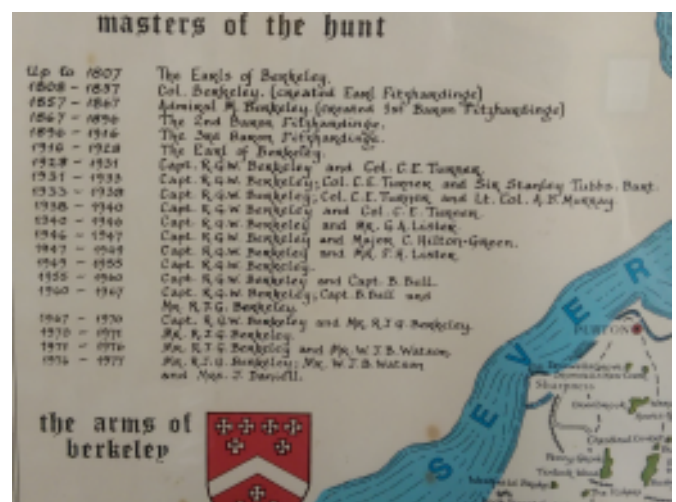 masters of the hunt
Up to 1807 The Earls of Berkeley.
1808 - 1857 Col. Berkeley. (created Earl Fitzhardinge)
1857 - 1867 Admiral M. Berkeley. (created 1st Baron Fitzhardinge)
1867 - 1896 The 2nd Baron Fitzhardinge.
1896 - 1916 The 3rd Baron Fitzhardinge.
1916 - 1928 The Earl of Berkeley.
1928 - 1931 Capt. R.G.W. Berkeley and Col. C.E. Turner.
1931 - 1933 Capt. R.G.W. Berkeley; Col. C.E. Turner and Sir Stanley Tubbs. Bart.
1933 - 1938 Capt. R.G.W. Berkeley; Col. C.E. Turner and Lt. Col. A.D. Murray.
1938 - 1940 Capt. R.G.W. Berkeley and Col. C.E. Turner.
1940 - 1946 Capt. R.G.W. Berkeley and Mr. G.A. Lister.
1946 - 1947 Capt. R.G.W. Berkeley and Major C. Hilton-Green.
1947 - 1949 Capt. R.G.W. Berkeley and Mr. F.A. Lister.
1949 - 1955 Capt. R.G.W. Berkeley.
1955 - 1960 Capt. R.G.W. Berkeley and Capt. B. Bell.
1960 - 1967 Capt. R.G.W. Berkeley; Capt B. Bell and
Mr. R.J.G. Berkeley.
1967 - 1970 Capt. R.G.W. Berkeley and Mr. R.J.G. Berkeley.
1970 - 1971 Mr. R.J.G. Berkeley.
1971 - 1976 Mr. R.J.G. Berkeley and Mr. W.J.B. Watson.
1976 - 1977 Mr. R.J.G. Berkeley; Mr. W.J.B. Watson
and Mrs. J. Daniell.
the arms of
berkeley
SEVER
PURTON
Sharpness